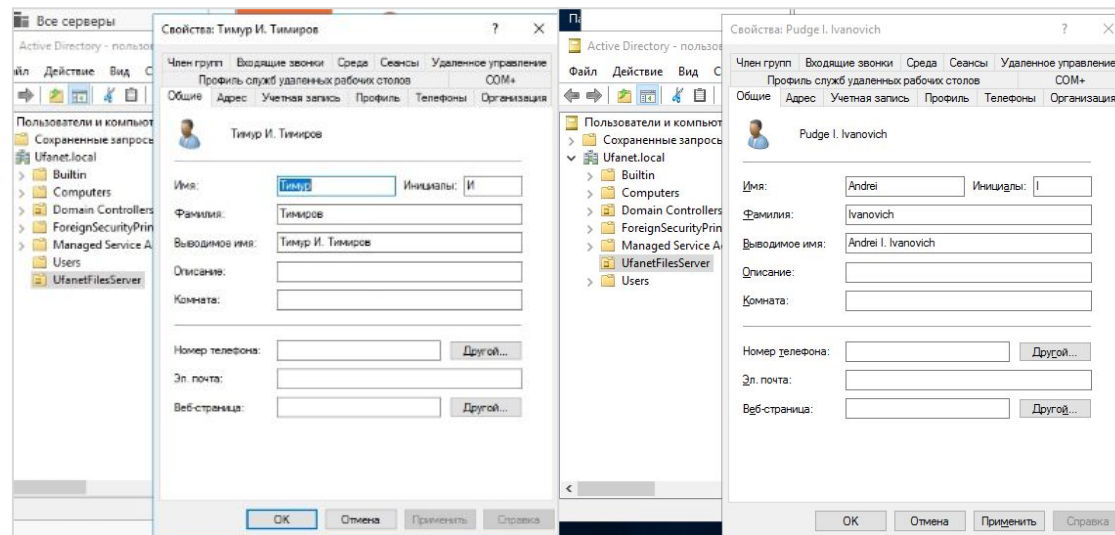 Все серверы
Active Directory - пользов
йл Действие Вид С
Пользователи и компьют
Сохраненные запрось
Ufanet.local
Builtin
Computers
Domain Controllers
ForeignSecurityPrin
Managed Service A
Users
UfanetFilesServer
Свойства: Тимур И. Тимиров
Член групп Входящие звонки Среда Сеансы Удаленное управление
Профиль служб удаленных рабочих столов COM+
Общие Адрес Учетная запись Профиль Телефоны Организация
Тимур И. Тимиров
Имя: Тимур Инициалы: И
Фамилия: Тимиров
Выводимое имя: Тимур И. Тимиров
Описание:
Комната:
Номер телефона: Другой...
Эл. почта:
Веб-страница: Другой...
OK Отмена Применить Справка
Active Directory - пользов
Файл Действие Вид С
Пользователи и компьют
Сохраненные запрось
Ufanet.local
Builtin
Computers
Domain Controllers
ForeignSecurityPrin
Managed Service A
UfanetFilesServer
Users
Свойства: Pudge I. Ivanovich
Член групп Входящие звонки Среда Сеансы Удаленное управление
Профиль служб удаленных рабочих столов COM+
Общие Адрес Учетная запись Профиль Телефоны Организация
Pudge I. Ivanovich
Имя: Andrei Инициалы: I
Фамилия: Ivanovich
Выводимое имя: Andrei I. Ivanovich
Описание:
Комната:
Номер телефона: Другой...
Эл. почта:
Веб-страница: Другой...
OK Отмена Применить Справка